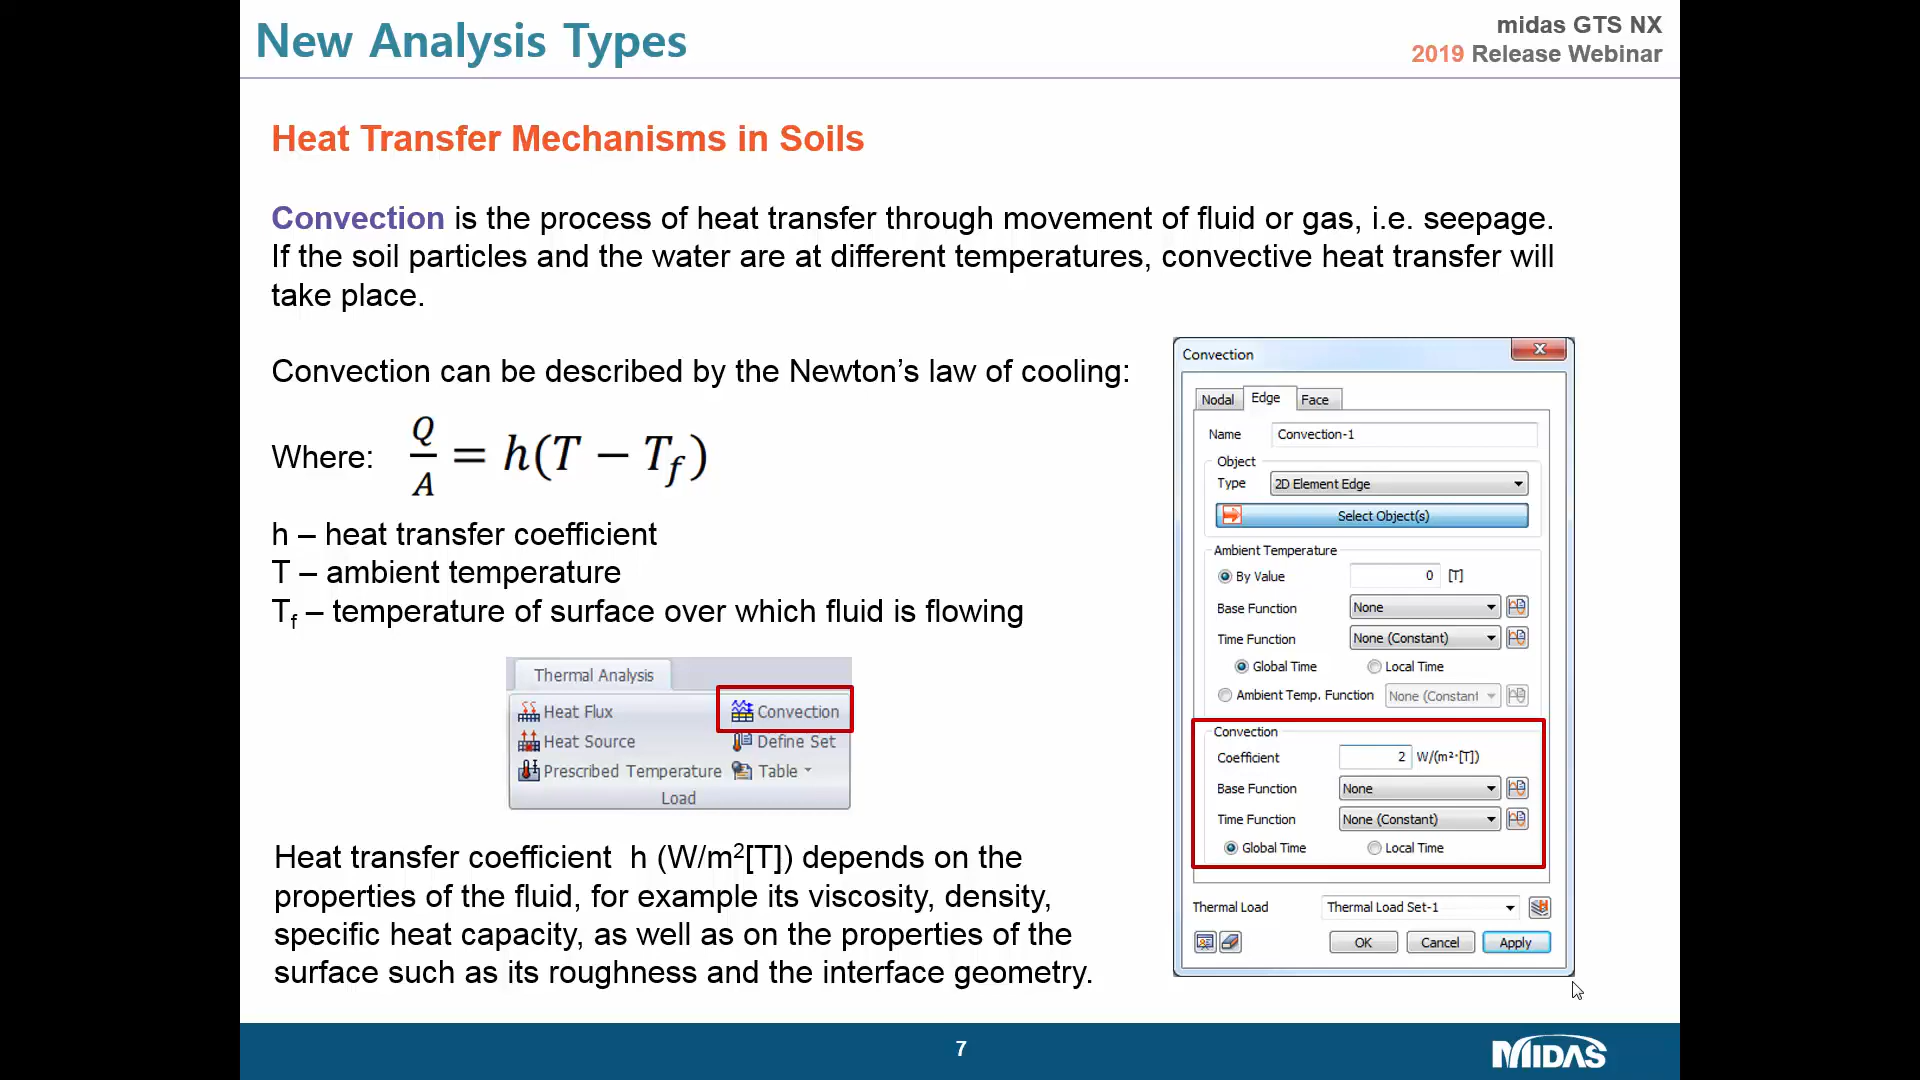 New Analysis Types
midas GTS NX
2019 Release Webinar
Heat Transfer Mechanisms in Soils
Convection is the process of heat transfer through movement of fluid or gas, i.e. seepage.
If the soil particles and the water are at different temperatures, convective heat transfer will
take place.
Convection can be described by the Newton’s law of cooling:
Where: Q/A = h(T − Tf)
h – heat transfer coefficient
T – ambient temperature
Tf – temperature of surface over which fluid is flowing
Thermal Analysis
Heat Flux Convection
Heat Source Define Set
Prescribed Temperature Table
Load
Heat transfer coefficient h (W/m²[T]) depends on the
properties of the fluid, for example its viscosity, density,
specific heat capacity, as well as on the properties of the
surface such as its roughness and the interface geometry.
Convection
Nodal Edge Face
Name Convection-1
Object
Type 2D Element Edge
Select Object(s)
Ambient Temperature
By Value 0 [T]
Base Function None
Time Function None (Constant)
Global Time Local Time
Ambient Temp. Function None (Constant
Convection
Coefficient 2 W/(m²·[T])
Base Function None
Time Function None (Constant)
Global Time Local Time
Thermal Load Thermal Load Set-1
OK Cancel Apply
7
MIDAS